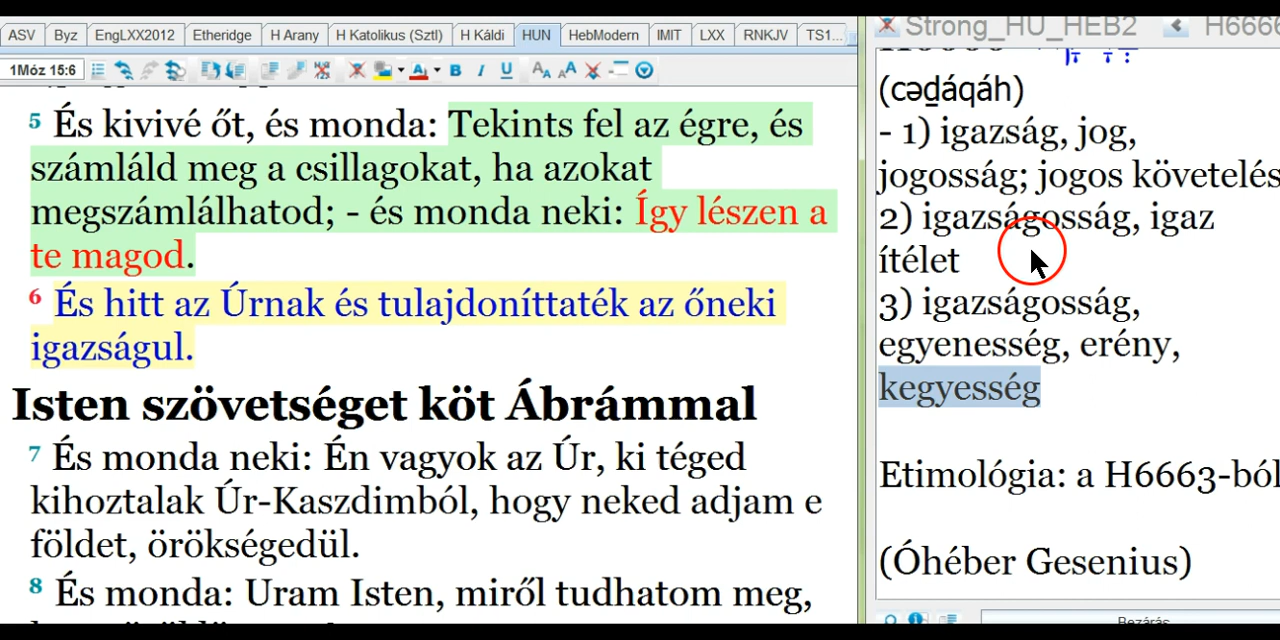 ASV Byz EngLXX2012 Etheridge H Arany H Katolikus (Sztl) H Káldi HUN HebModern IMIT LXX RNKJV TS1...
1Móz 15:6
5 És kivivé őt, és monda: Tekints fel az égre, és
számláld meg a csillagokat, ha azokat
megszámlálhatod; - és monda neki: Így lészen a
te magod.
6 És hitt az Úrnak és tulajdoníttaték az őneki
igazságul.
Isten szövetséget köt Ábrámmal
7 És monda neki: Én vagyok az Úr, ki téged
kihoztalak Úr-Kaszdimból, hogy neked adjam e
földet, örökségedül.
8 És monda: Uram Isten, miről tudhatom meg,
Strong_HU_HEB2 H6666
(cəḏáqáh)
- 1) igazság, jog,
jogosság; jogos követelés
2) igazságosság, igaz
ítélet
3) igazságosság,
egyenesség, erény,
kegyesség
Etimológia: a H6663-ból
(Óhéber Gesenius)
Bezárás